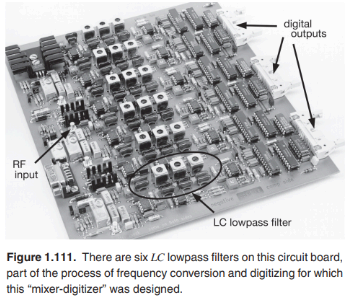 digital
outputs
RF
input
LC lowpass filter
Figure 1.111. There are six LC lowpass filters on this circuit board,
part of the process of frequency conversion and digitizing for which
this “mixer-digitizer” was designed.